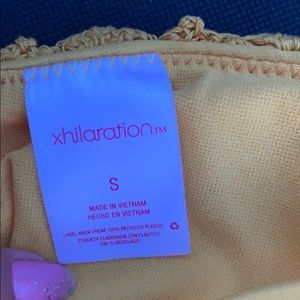 xhilaration™
S
MADE IN VIETNAM
HECHO EN VIETNAM
LABEL MADE FROM 100% RECYCLED PLASTIC
ETIQUETA ELABORADA CON PLÁSTICO
100 % RECICLADO